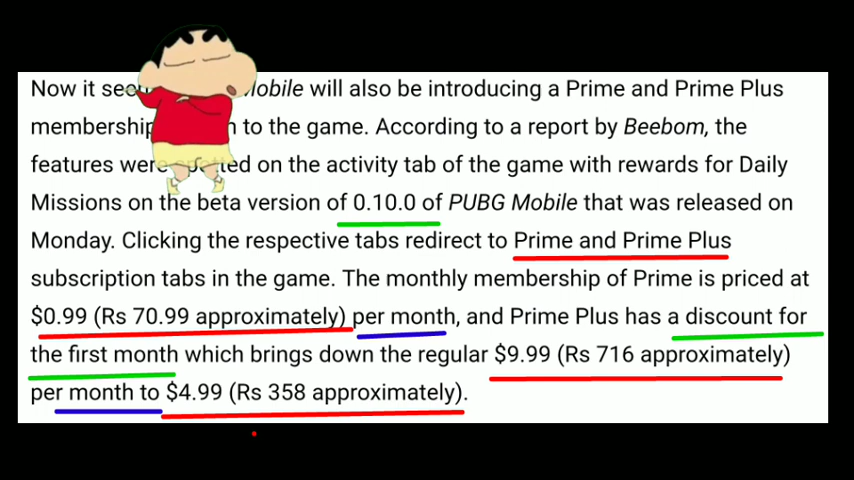 Now it see Mobile will also be introducing a Prime and Prime Plus
membership to the game. According to a report by Beebom, the
features were spotted on the activity tab of the game with rewards for Daily
Missions on the beta version of 0.10.0 of PUBG Mobile that was released on
Monday. Clicking the respective tabs redirect to Prime and Prime Plus
subscription tabs in the game. The monthly membership of Prime is priced at
$0.99 (Rs 70.99 approximately) per month, and Prime Plus has a discount for
the first month which brings down the regular $9.99 (Rs 716 approximately)
per month to $4.99 (Rs 358 approximately).